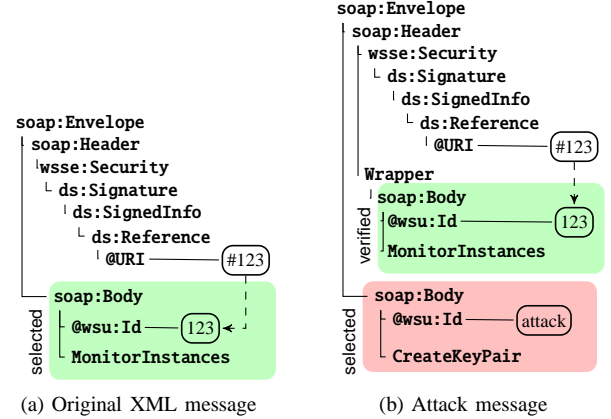 soap:Envelope
soap:Header
wsse:Security
ds:Signature
ds:SignedInfo
ds:Reference
@URI #123
soap:Body
@wsu:Id 123
MonitorInstances
selected
(a) Original XML message
soap:Envelope
soap:Header
wsse:Security
ds:Signature
ds:SignedInfo
ds:Reference
@URI #123
Wrapper
soap:Body
@wsu:Id 123
MonitorInstances
verified
soap:Body
@wsu:Id attack
CreateKeyPair
selected
(b) Attack message